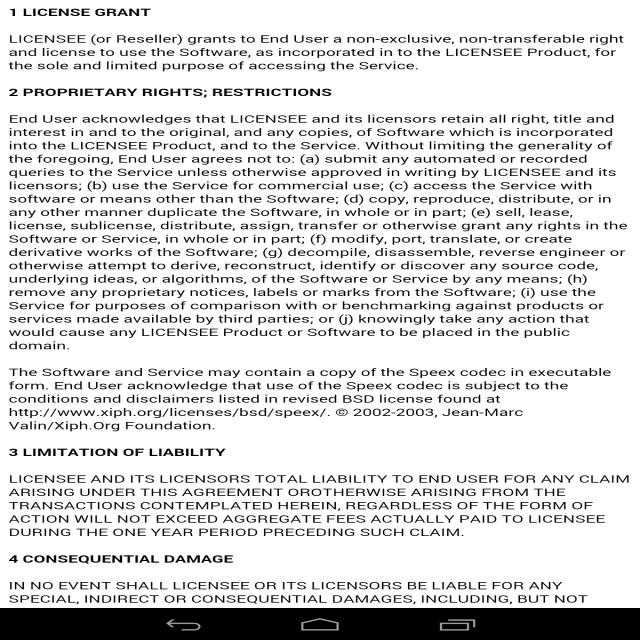 1 LICENSE GRANT
LICENSEE (or Reseller) grants to End User a non-exclusive, non-transferable right
and license to use the Software, as incorporated in to the LICENSEE Product, for
the sole and limited purpose of accessing the Service.
2 PROPRIETARY RIGHTS; RESTRICTIONS
End User acknowledges that LICENSEE and its licensors retain all right, title and
interest in and to the original, and any copies, of Software which is incorporated
into the LICENSEE Product, and to the Service. Without limiting the generality of
the foregoing, End User agrees not to: (a) submit any automated or recorded
queries to the Service unless otherwise approved in writing by LICENSEE and its
licensors; (b) use the Service for commercial use; (c) access the Service with
software or means other than the Software; (d) copy, reproduce, distribute, or in
any other manner duplicate the Software, in whole or in part; (e) sell, lease,
license, sublicense, distribute, assign, transfer or otherwise grant any rights in the
Software or Service, in whole or in part; (f) modify, port, translate, or create
derivative works of the Software; (g) decompile, disassemble, reverse engineer or
otherwise attempt to derive, reconstruct, identify or discover any source code,
underlying ideas, or algorithms, of the Software or Service by any means; (h)
remove any proprietary notices, labels or marks from the Software; (i) use the
Service for purposes of comparison with or benchmarking against products or
services made available by third parties; or (j) knowingly take any action that
would cause any LICENSEE Product or Software to be placed in the public
domain.
The Software and Service may contain a copy of the Speex codec in executable
form. End User acknowledge that use of the Speex codec is subject to the
conditions and disclaimers listed in revised BSD license found at
http://www.xiph.org/licenses/bsd/speex/. © 2002-2003, Jean-Marc
Valin/Xiph.Org Foundation.
3 LIMITATION OF LIABILITY
LICENSEE AND ITS LICENSORS TOTAL LIABILITY TO END USER FOR ANY CLAIM
ARISING UNDER THIS AGREEMENT OROTHERWISE ARISING FROM THE
TRANSACTIONS CONTEMPLATED HEREIN, REGARDLESS OF THE FORM OF
ACTION WILL NOT EXCEED AGGREGATE FEES ACTUALLY PAID TO LICENSEE
DURING THE ONE YEAR PERIOD PRECEDING SUCH CLAIM.
4 CONSEQUENTIAL DAMAGE
IN NO EVENT SHALL LICENSEE OR ITS LICENSORS BE LIABLE FOR ANY
SPECIAL, INDIRECT OR CONSEQUENTIAL DAMAGES, INCLUDING, BUT NOT